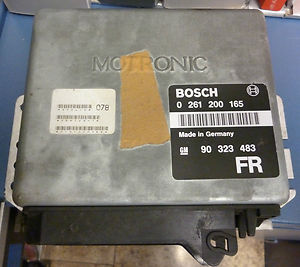 MOTRONIC
078
BOSCH
0 261 200 165
Made in Germany
GM 90 323 483
FR